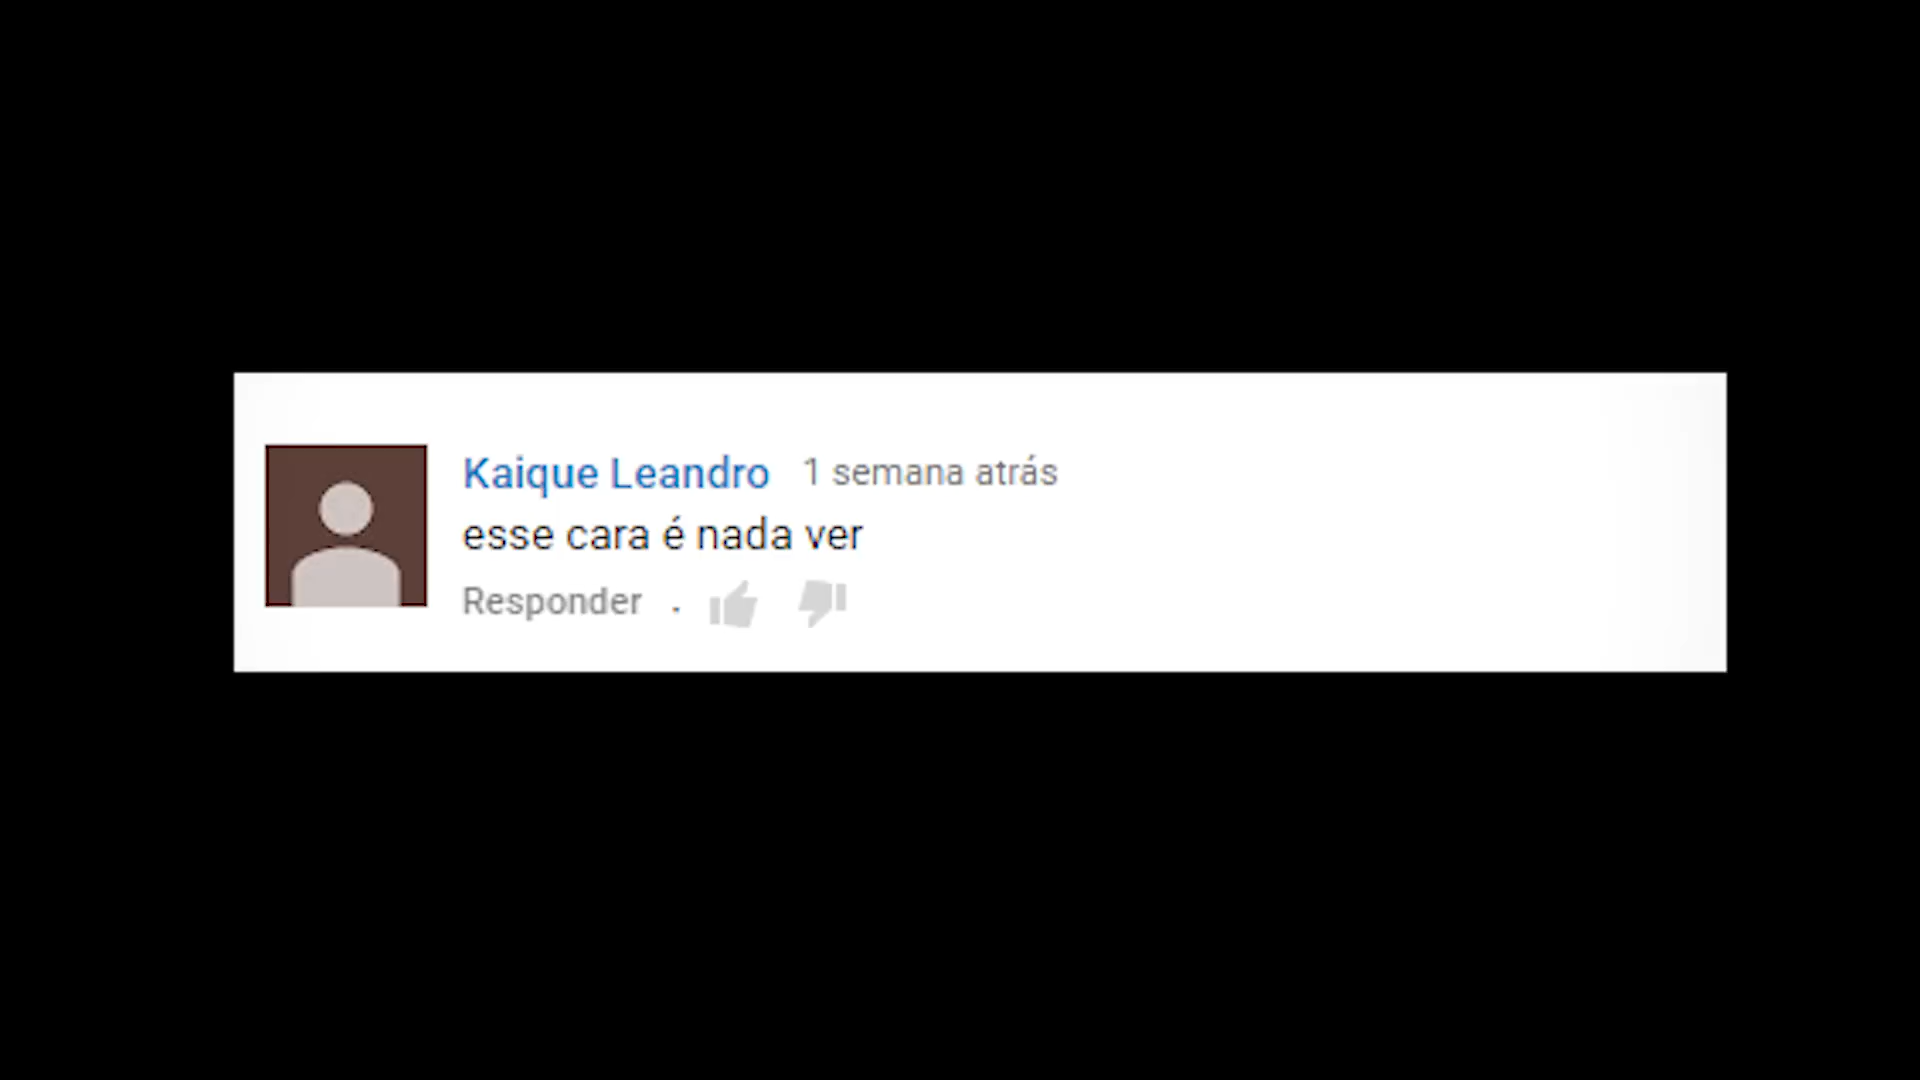 Kaique Leandro 1 semana atrás
esse cara é nada ver
Responder .